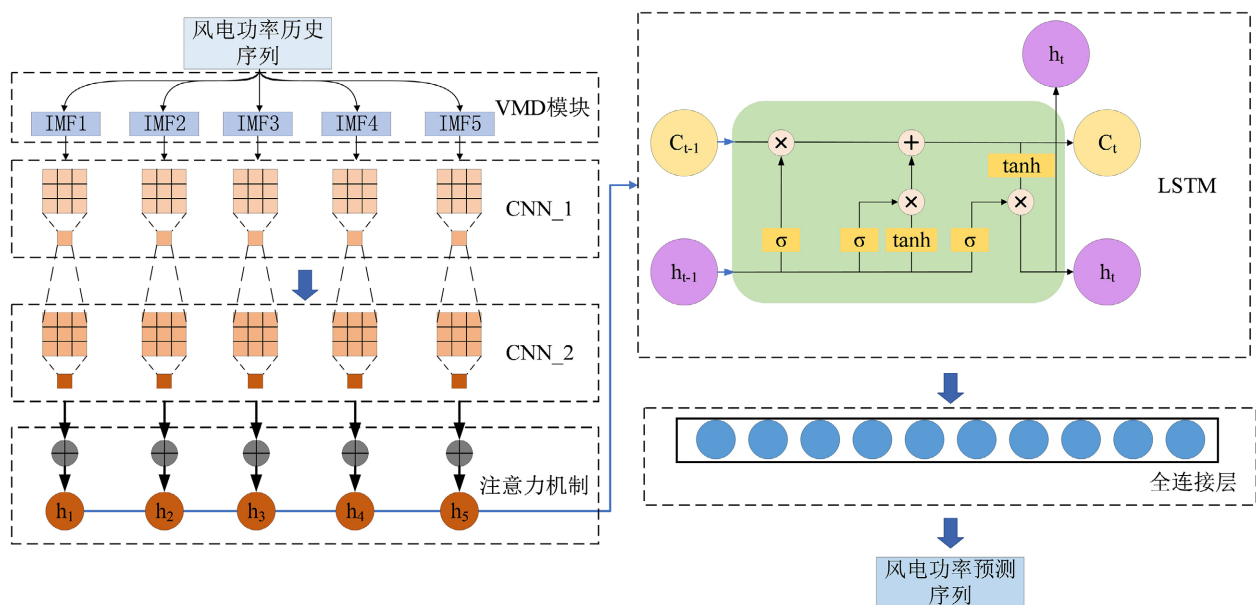 风电功率历史
序列
VMD模块
IMF1 IMF2 IMF3 IMF4 IMF5
CNN_1
CNN_2
注意力机制
h₁ h₂ h₃ h₄ h₅
hₜ
Cₜ₋₁ × + Cₜ
tanh
LSTM
× ×
σ σ tanh σ
hₜ₋₁ hₜ
全连接层
风电功率预测
序列